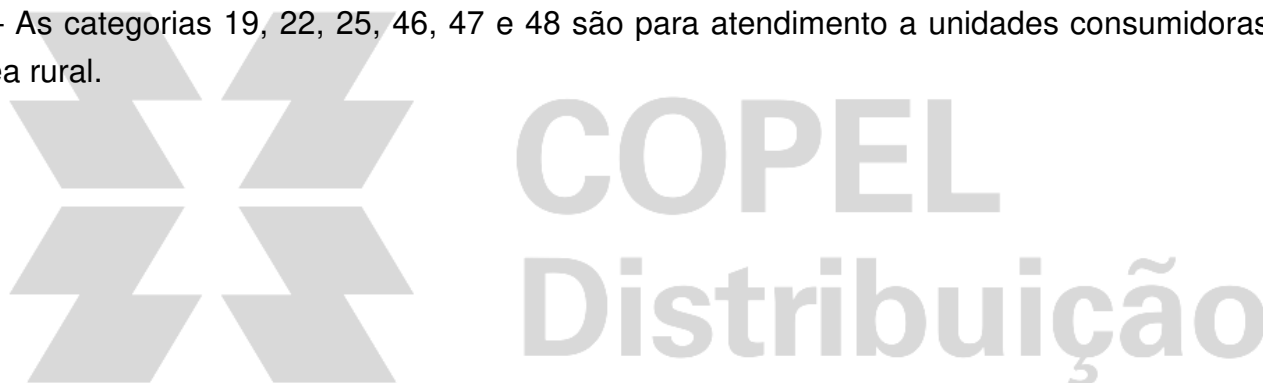 - As categorias 19, 22, 25, 46, 47 e 48 são para atendimento a unidades consumidoras
a rural.
COPEL
Distribuição